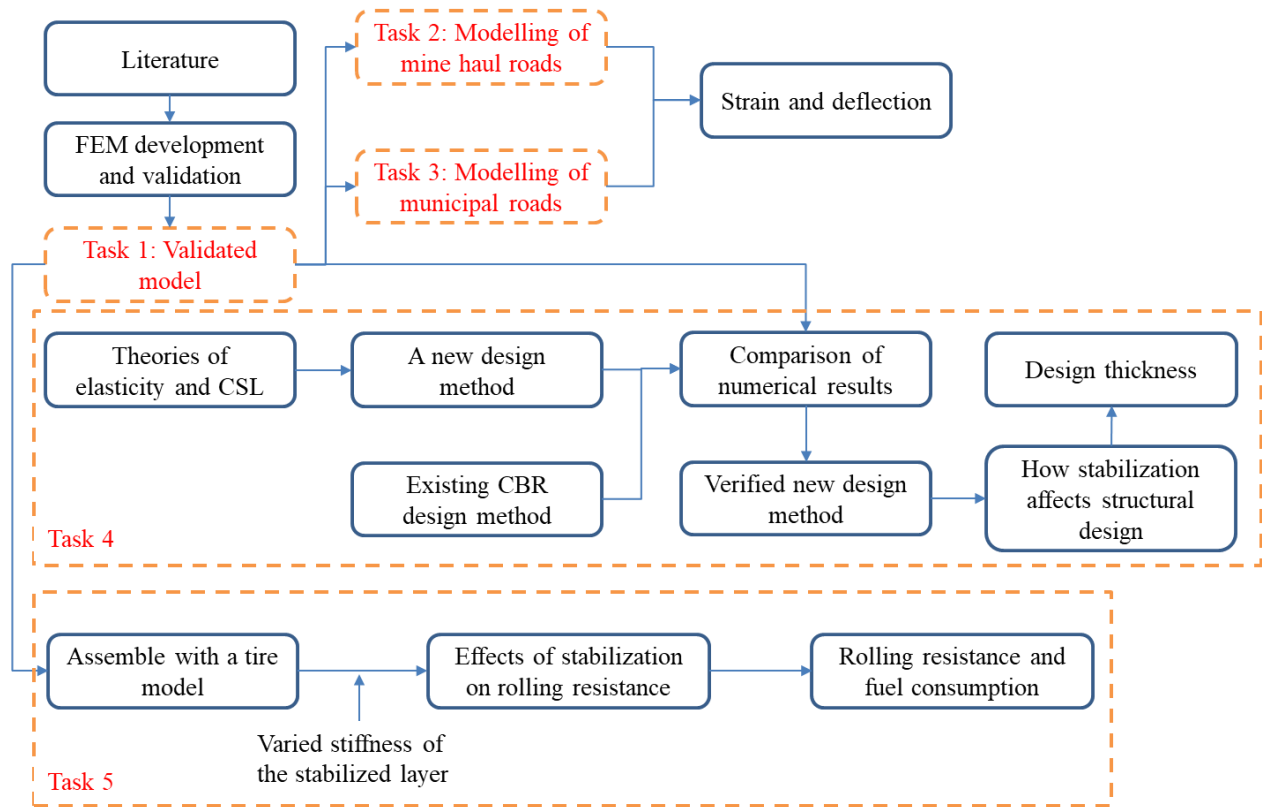 Literature
FEM development
and validation
Task 1: Validated
model
Task 2: Modelling of
mine haul roads
Task 3: Modelling of
municipal roads
Strain and deflection
Theories of
elasticity and CSL
A new design
method
Existing CBR
design method
Comparison of
numerical results
Verified new design
method
Design thickness
How stabilization
affects structural
design
Task 4
Assemble with a tire
model
Varied stiffness of
the stabilized layer
Effects of stabilization
on rolling resistance
Rolling resistance and
fuel consumption
Task 5